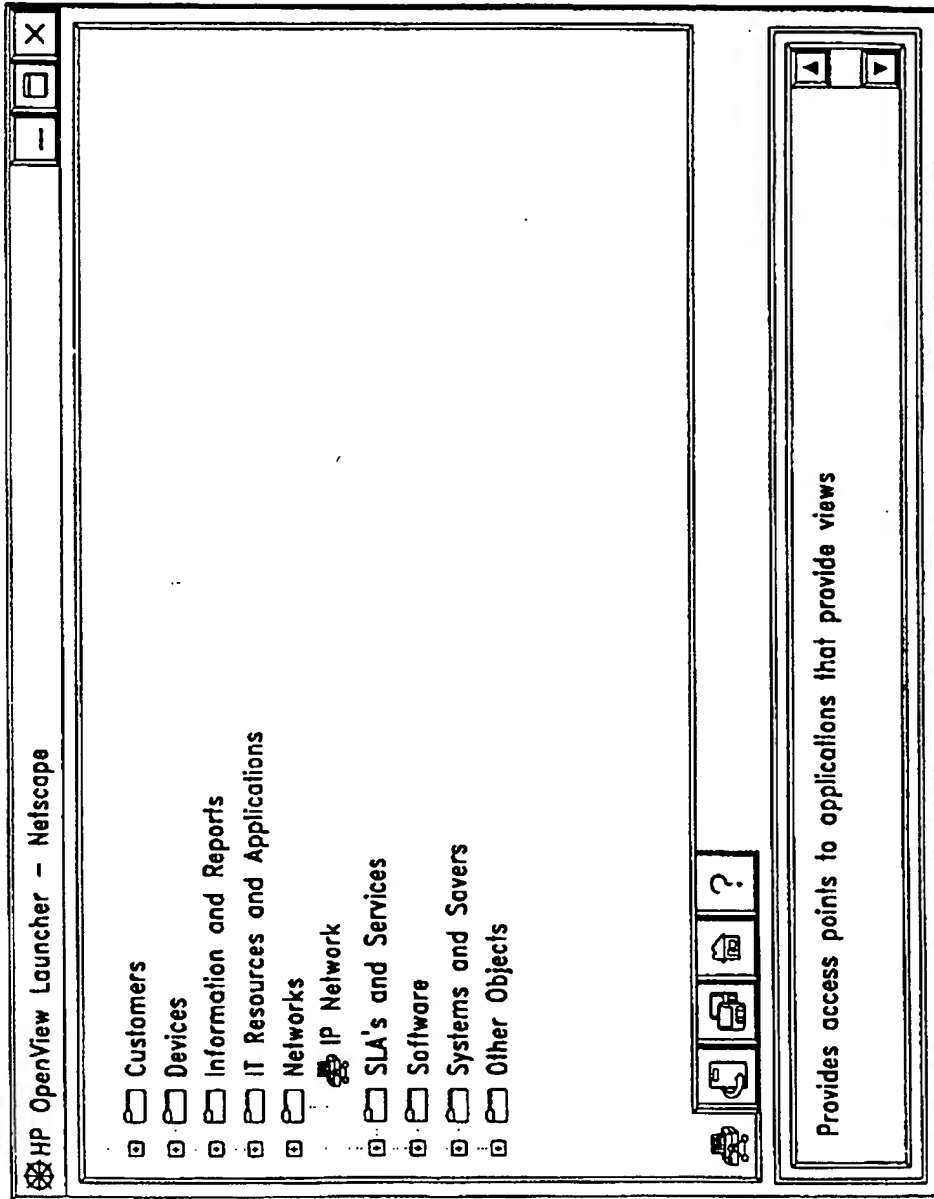 HP OpenView Launcher – Netscape
Customers
Devices
Information and Reports
IT Resources and Applications
Networks
IP Network
SLA's and Services
Software
Systems and Savers
Other Objects
?
Provides access points to applications that provide views